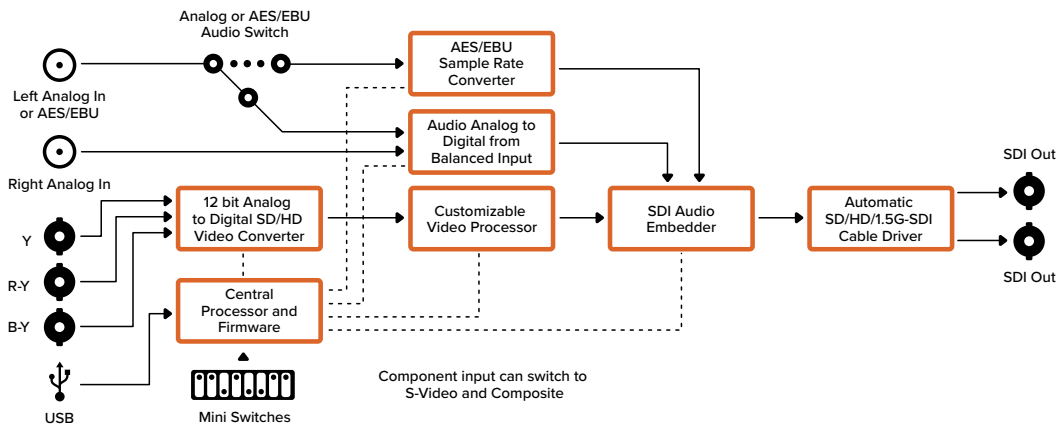 Analog or AES/EBU
Audio Switch
Left Analog In
or AES/EBU
Right Analog In
AES/EBU
Sample Rate
Converter
Audio Analog to
Digital from
Balanced Input
Y
R-Y
B-Y
USB
12 bit Analog
to Digital SD/HD
Video Converter
Customizable
Video Processor
SDI Audio
Embedder
Automatic
SD/HD/1.5G-SDI
Cable Driver
SDI Out
SDI Out
Central
Processor and
Firmware
Mini Switches
Component input can switch to
S-Video and Composite